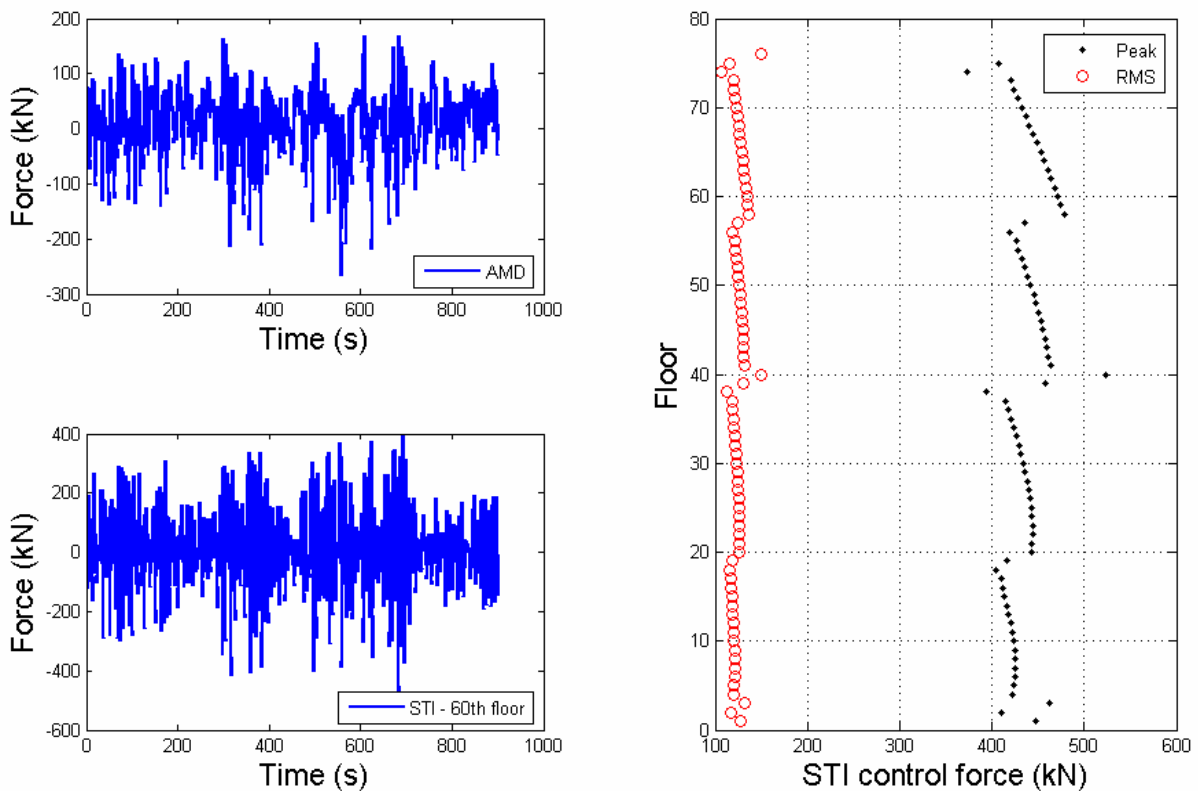 200
100
0
-100
-200
-300
Force (kN)
AMD
0 200 400 600 800 1000
Time (s)
400
200
0
-200
-400
-600
Force (kN)
STI - 60th floor
0 200 400 600 800 1000
Time (s)
80
70
60
50
40
30
20
10
0
Floor
Peak
RMS
100 200 300 400 500 600
STI control force (kN)